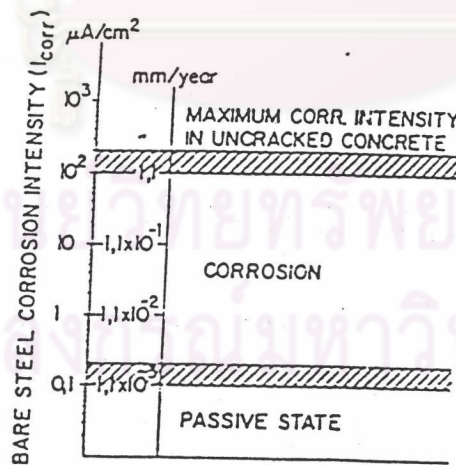 BARE STEEL CORROSION INTENSITY (Icorr)
μA/cm²
mm/year
10³
MAXIMUM CORR. INTENSITY
IN UNCRACKED CONCRETE
10² 1,1
10 1,1x10⁻¹
CORROSION
1 1,1x10⁻²
0,1 1,1x10⁻³
PASSIVE STATE